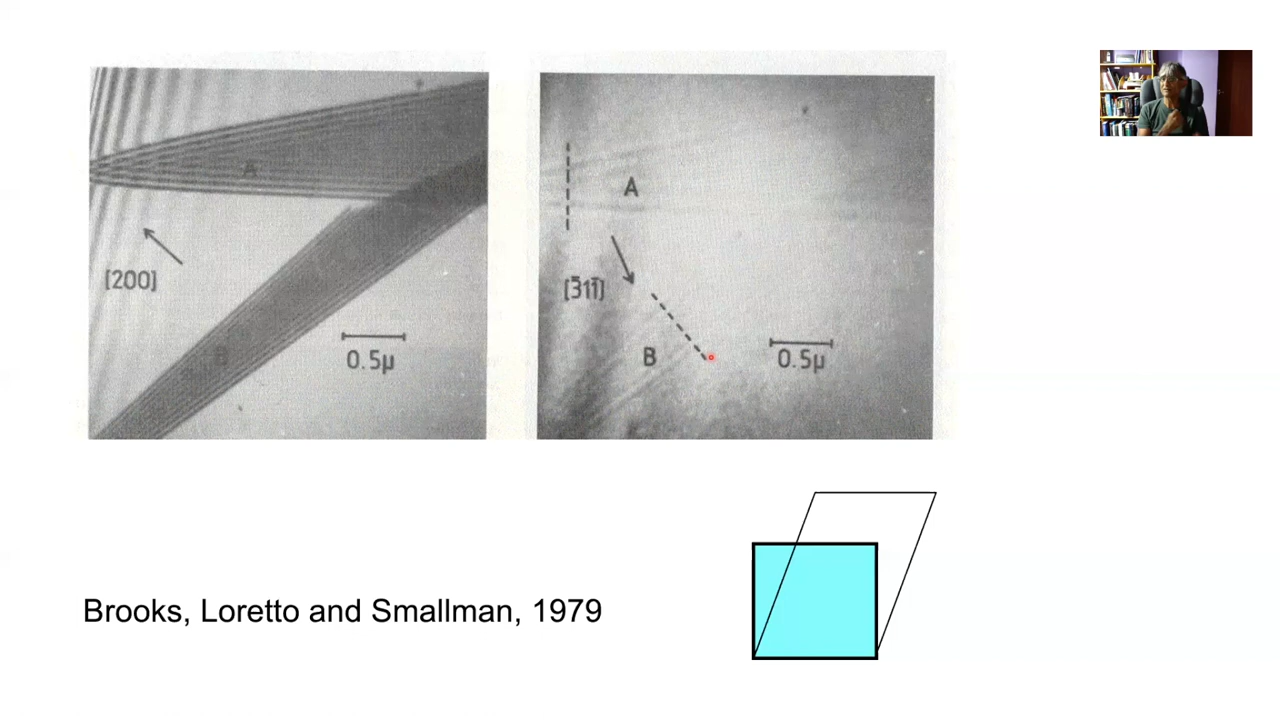 A
[200]
B
0.5μ
A
[3̅11̅]
B
0.5μ
Brooks, Loretto and Smallman, 1979